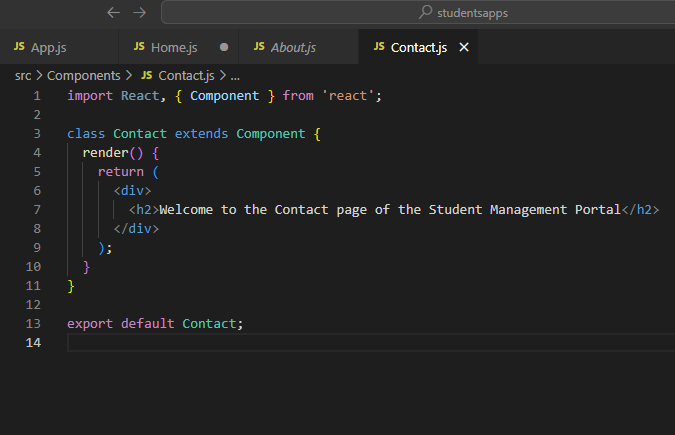 studentsapps
JS App.js JS Home.js JS About.js JS Contact.js
src > Components > JS Contact.js > ...
1 import React, { Component } from 'react';
2
3 class Contact extends Component {
4 render() {
5 return (
6 <div>
7 <h2>Welcome to the Contact page of the Student Management Portal</h2>
8 </div>
9 );
10 }
11 }
12
13 export default Contact;
14